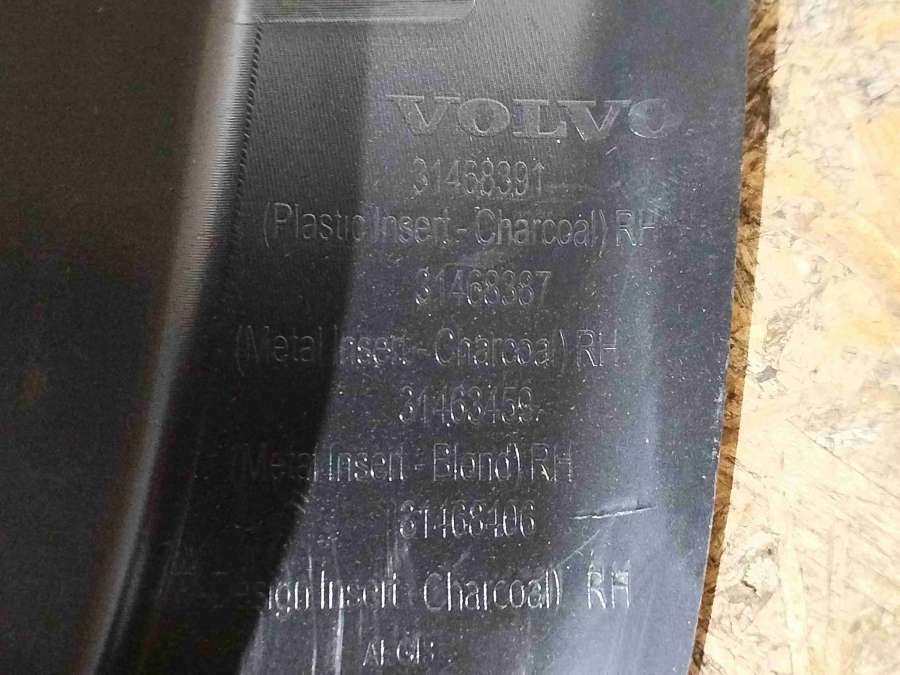 VOLVO
31468391
(Plastic Insert - Charcoal) RH
31468387
(Metal Insert - Charcoal) RH
31468459
(Metal Insert - Blond) RH
31468406
Insert - Charcoal) RH